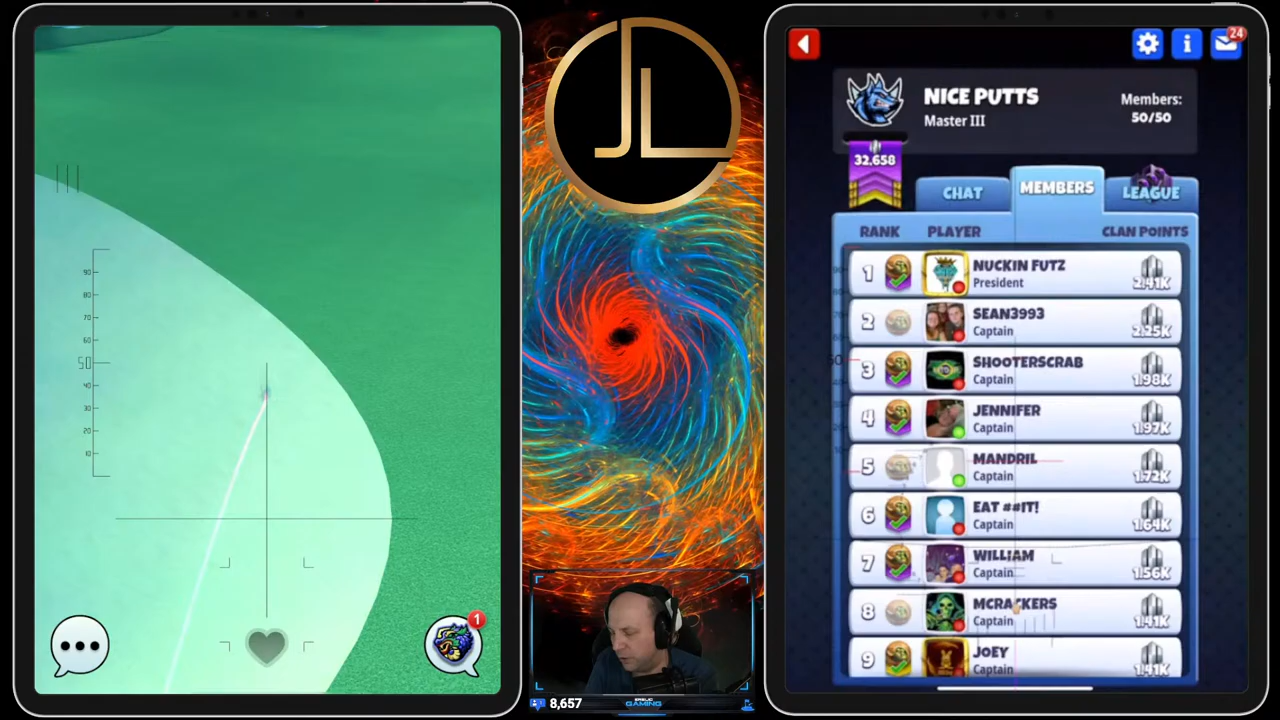 90
80
70
60
50
40
30
20
10
1
JL
8,657
GAMING
24
NICE PUTTS
Master III
Members:
50/50
32,658
CHAT
MEMBERS
LEAGUE
RANK PLAYER CLAN POINTS
1 NUCKIN FUTZ 2.41K
President
2 SEAN3993 2.25K
Captain
3 SHOOTERSCRAB 1.98K
Captain
4 JENNIFER 1.97K
Captain
5 MANDRIL 1.72K
Captain
6 EAT ##IT! 1.64K
Captain
7 WILLIAM 1.56K
Captain
8 MCRACKERS 1.41K
Captain
9 JOEY 1.41K
Captain